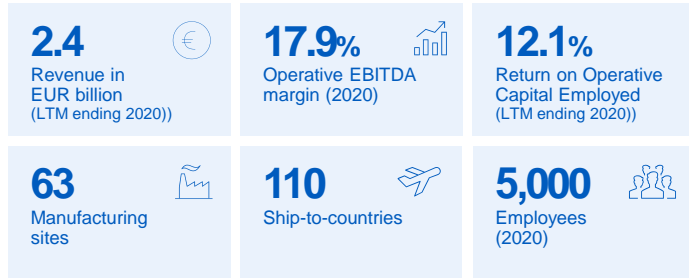 2.4
Revenue in
EUR billion
(LTM ending 2020))
17.9%
Operative EBITDA
margin (2020)
12.1%
Return on Operative
Capital Employed
(LTM ending 2020))
63
Manufacturing
sites
110
Ship-to-countries
5,000
Employees
(2020)